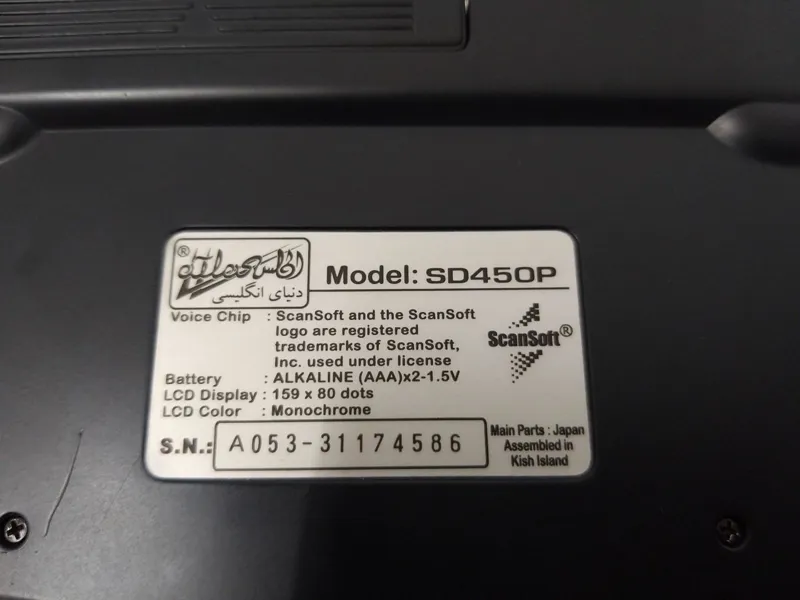 ®
دنیای انگلیسی
Model: SD450P
Voice Chip : ScanSoft and the ScanSoft
logo are registered
trademarks of ScanSoft,
Inc. used under license
ScanSoft®
Battery : ALKALINE (AAA)x2-1.5V
LCD Display : 159 x 80 dots
LCD Color : Monochrome
S.N.: A053-31174586
Main Parts : Japan
Assembled in
Kish Island